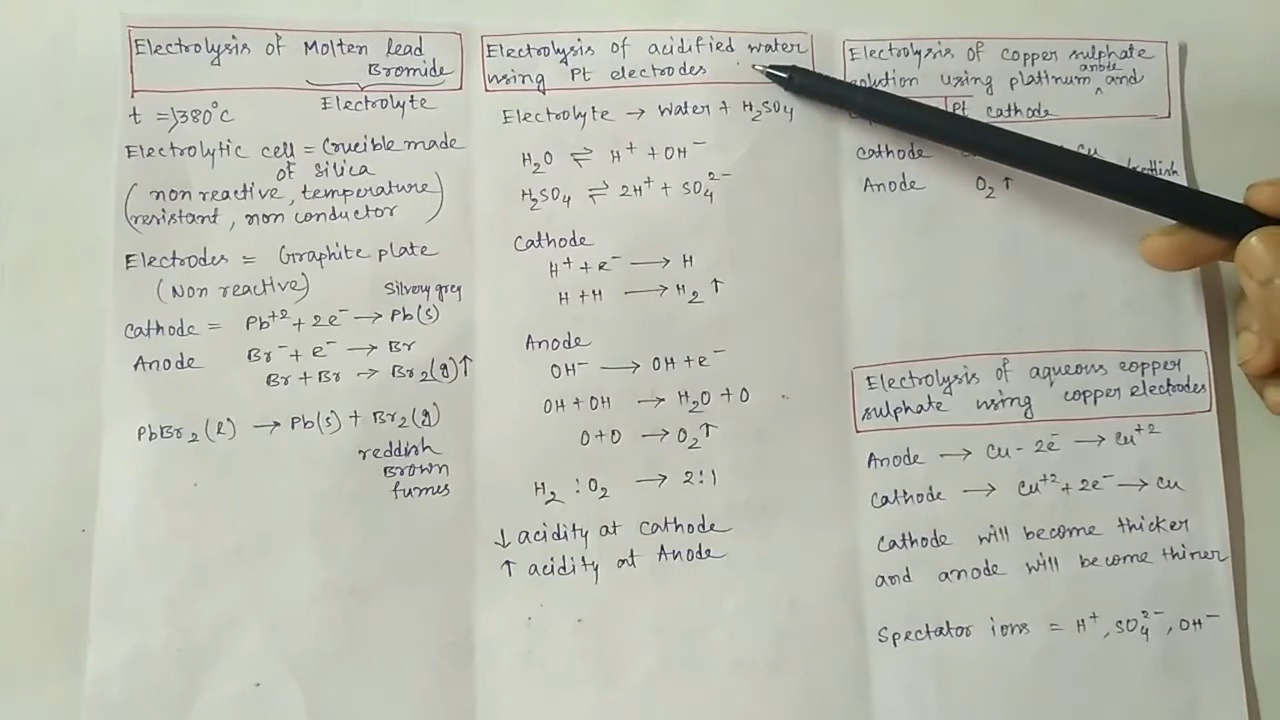 Electrolysis of Molten lead
Bromide
Electrolyte
t = >380°C
Electrolytic cell = Crucible made
of silica
(non reactive, temperature
resistant, non conductor)
Electrodes = Graphite plate
(Non reactive)
Silvery grey
Cathode = Pb⁺² + 2e⁻ → Pb(s)
Anode Br⁻ + e⁻ → Br
Br + Br → Br₂(g)↑
PbBr₂(l) → Pb(s) + Br₂(g)
reddish
Brown
fumes
Electrolysis of acidified water
using Pt electrodes
Electrolyte → Water + H₂SO₄
H₂O ⇌ H⁺ + OH⁻
H₂SO₄ ⇌ 2H⁺ + SO₄²⁻
Cathode
H⁺ + e⁻ → H
H + H → H₂ ↑
Anode
OH⁻ → OH + e⁻
OH + OH → H₂O + O
O + O → O₂↑
H₂ : O₂ → 2:1
↓ acidity at cathode
↑ acidity at Anode
Electrolysis of copper sulphate
anode
solution using platinum ^ and
Pt cathode
Cathode Cu
reddish
Anode O₂ ↑
Electrolysis of aqueous copper
sulphate using copper electrodes
Anode → Cu - 2e⁻ → Cu⁺²
Cathode → Cu⁺² + 2e⁻ → Cu
Cathode will become thicker
and anode will become thiner
Spectator ions = H⁺, SO₄²⁻, OH⁻